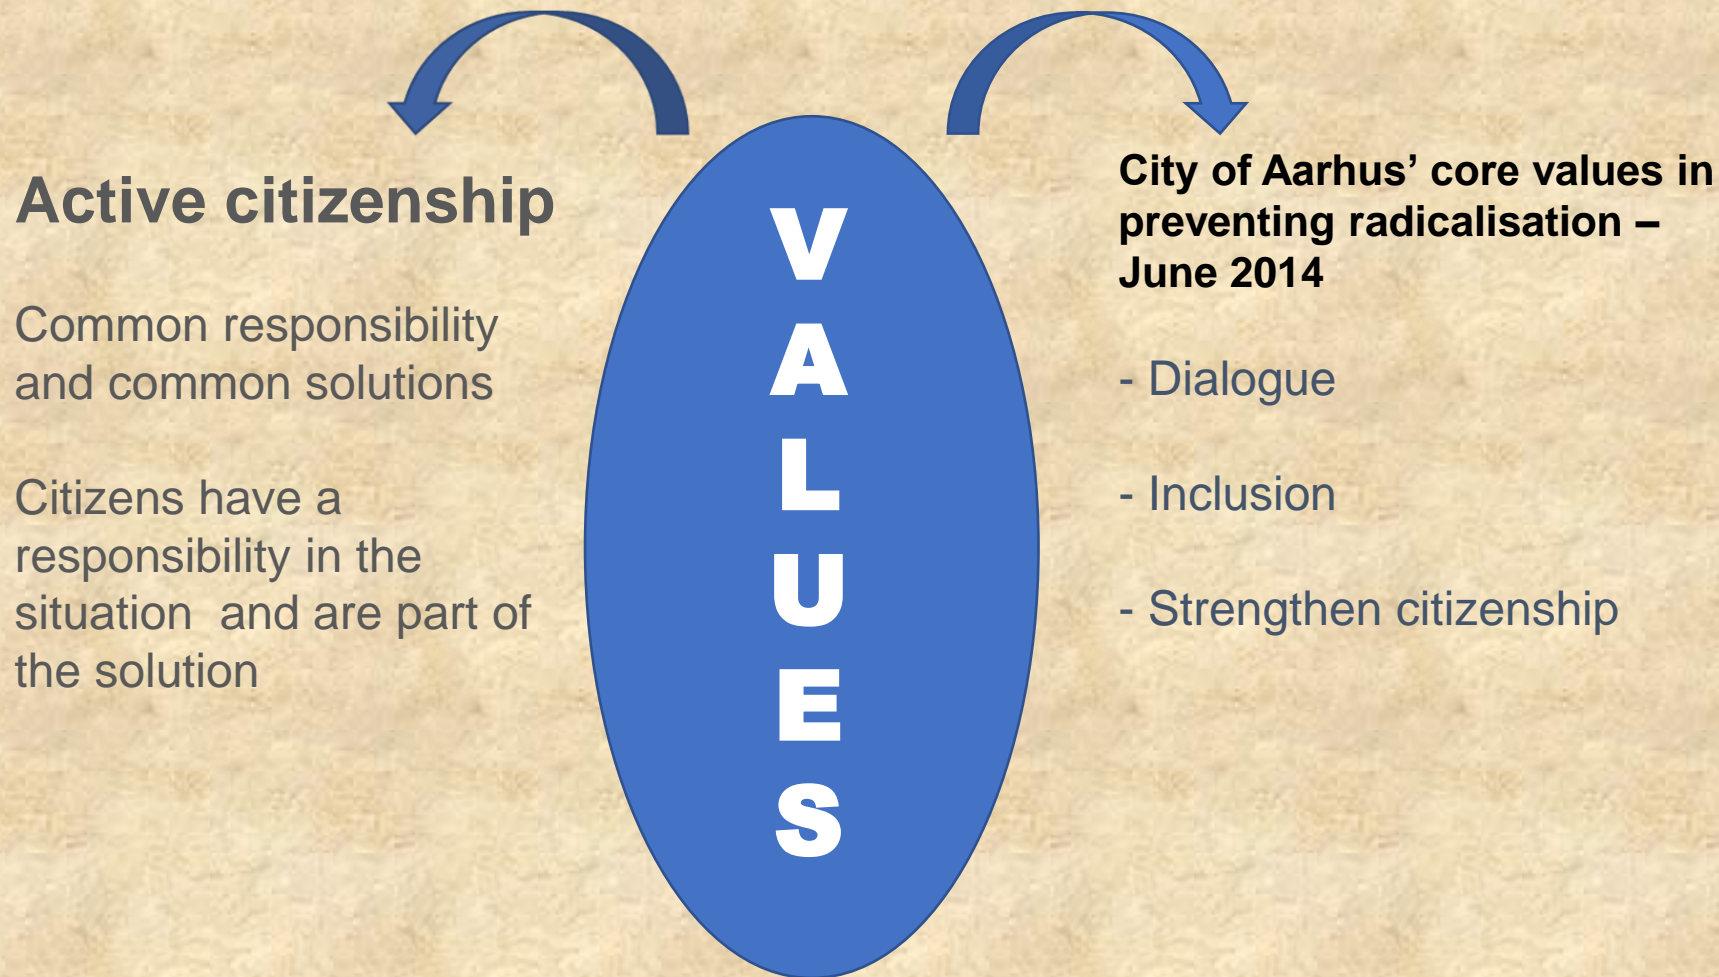 Active citizenship
Common responsibility
and common solutions
Citizens have a
responsibility in the
situation  and are part of
the solution
V
A
L
U
E
S
City of Aarhus’ core values in
preventing radicalisation –
June 2014
- Dialogue
- Inclusion
- Strengthen citizenship